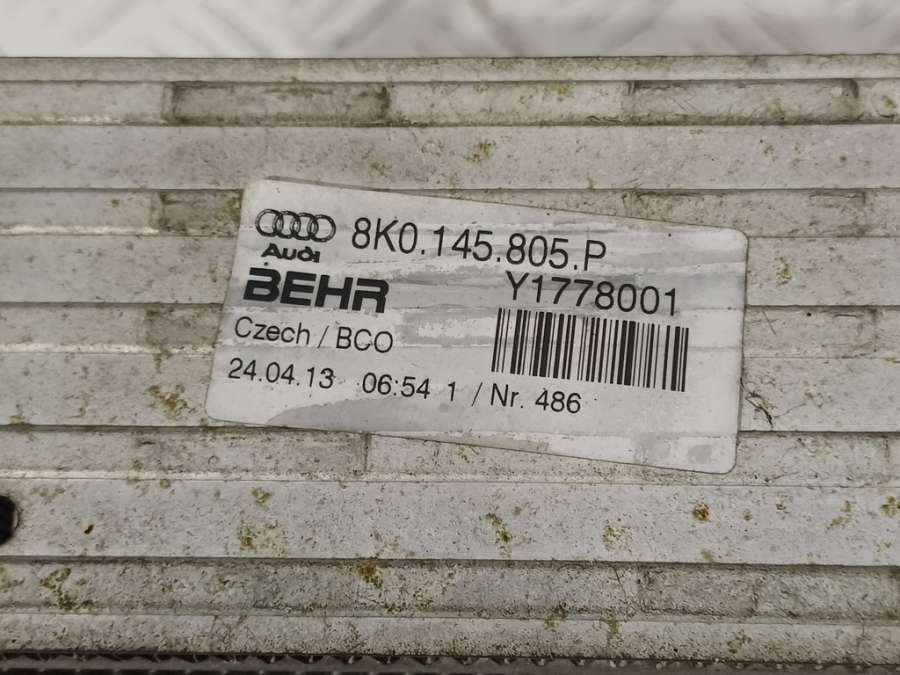 8K0.145.805.P
Audi
BEHR Y1778001
Czech / BCO
24.04.13 06:54 1 / Nr. 486